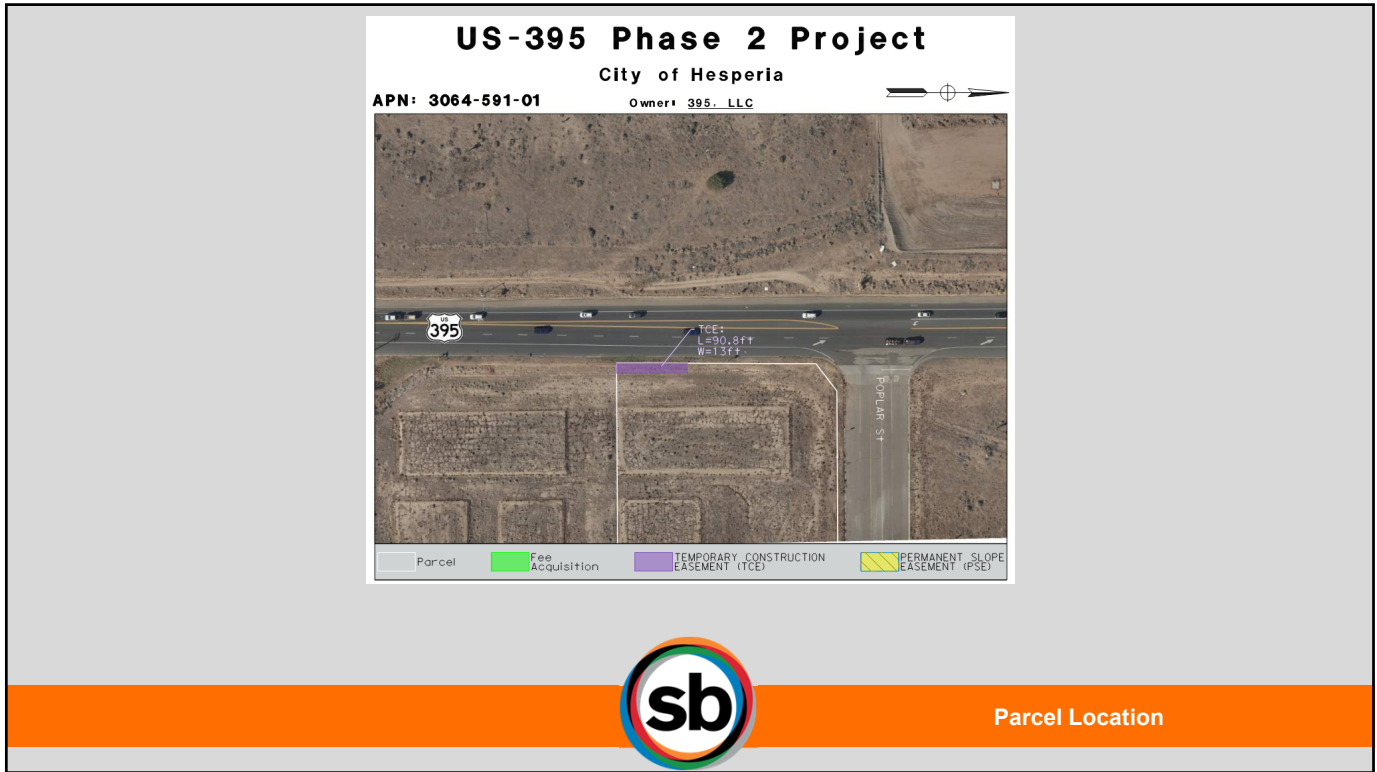 US-395 Phase 2 Project
City of Hesperia
APN: 3064-591-01
Owner: 395, LLC
US
395
TCE:
L=90.8ft
W=13ft
POPLAR St
Parcel
Fee
Acquisition
TEMPORARY CONSTRUCTION
EASEMENT (TCE)
PERMANENT SLOPE
EASEMENT (PSE)
sb
Parcel Location